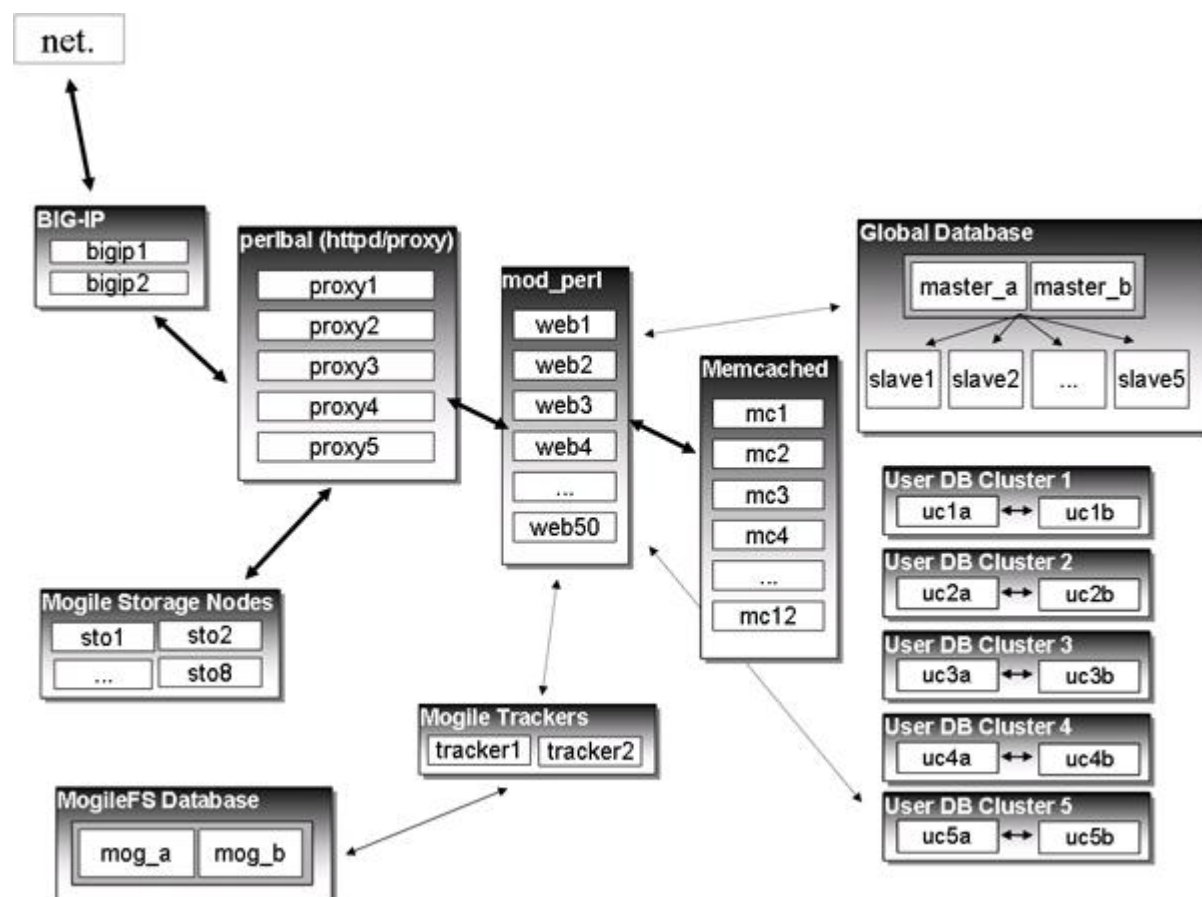 net.
BIG-IP
bigip1
bigip2
perlbal (httpd/proxy)
proxy1
proxy2
proxy3
proxy4
proxy5
mod_perl
web1
web2
web3
web4
...
web50
Memcached
mc1
mc2
mc3
mc4
...
mc12
Global Database
master_a master_b
slave1 slave2 ... slave5
User DB Cluster 1
uc1a uc1b
User DB Cluster 2
uc2a uc2b
User DB Cluster 3
uc3a uc3b
User DB Cluster 4
uc4a uc4b
User DB Cluster 5
uc5a uc5b
Mogile Storage Nodes
sto1 sto2
... sto8
Mogile Trackers
tracker1 tracker2
MogileFS Database
mog_a mog_b